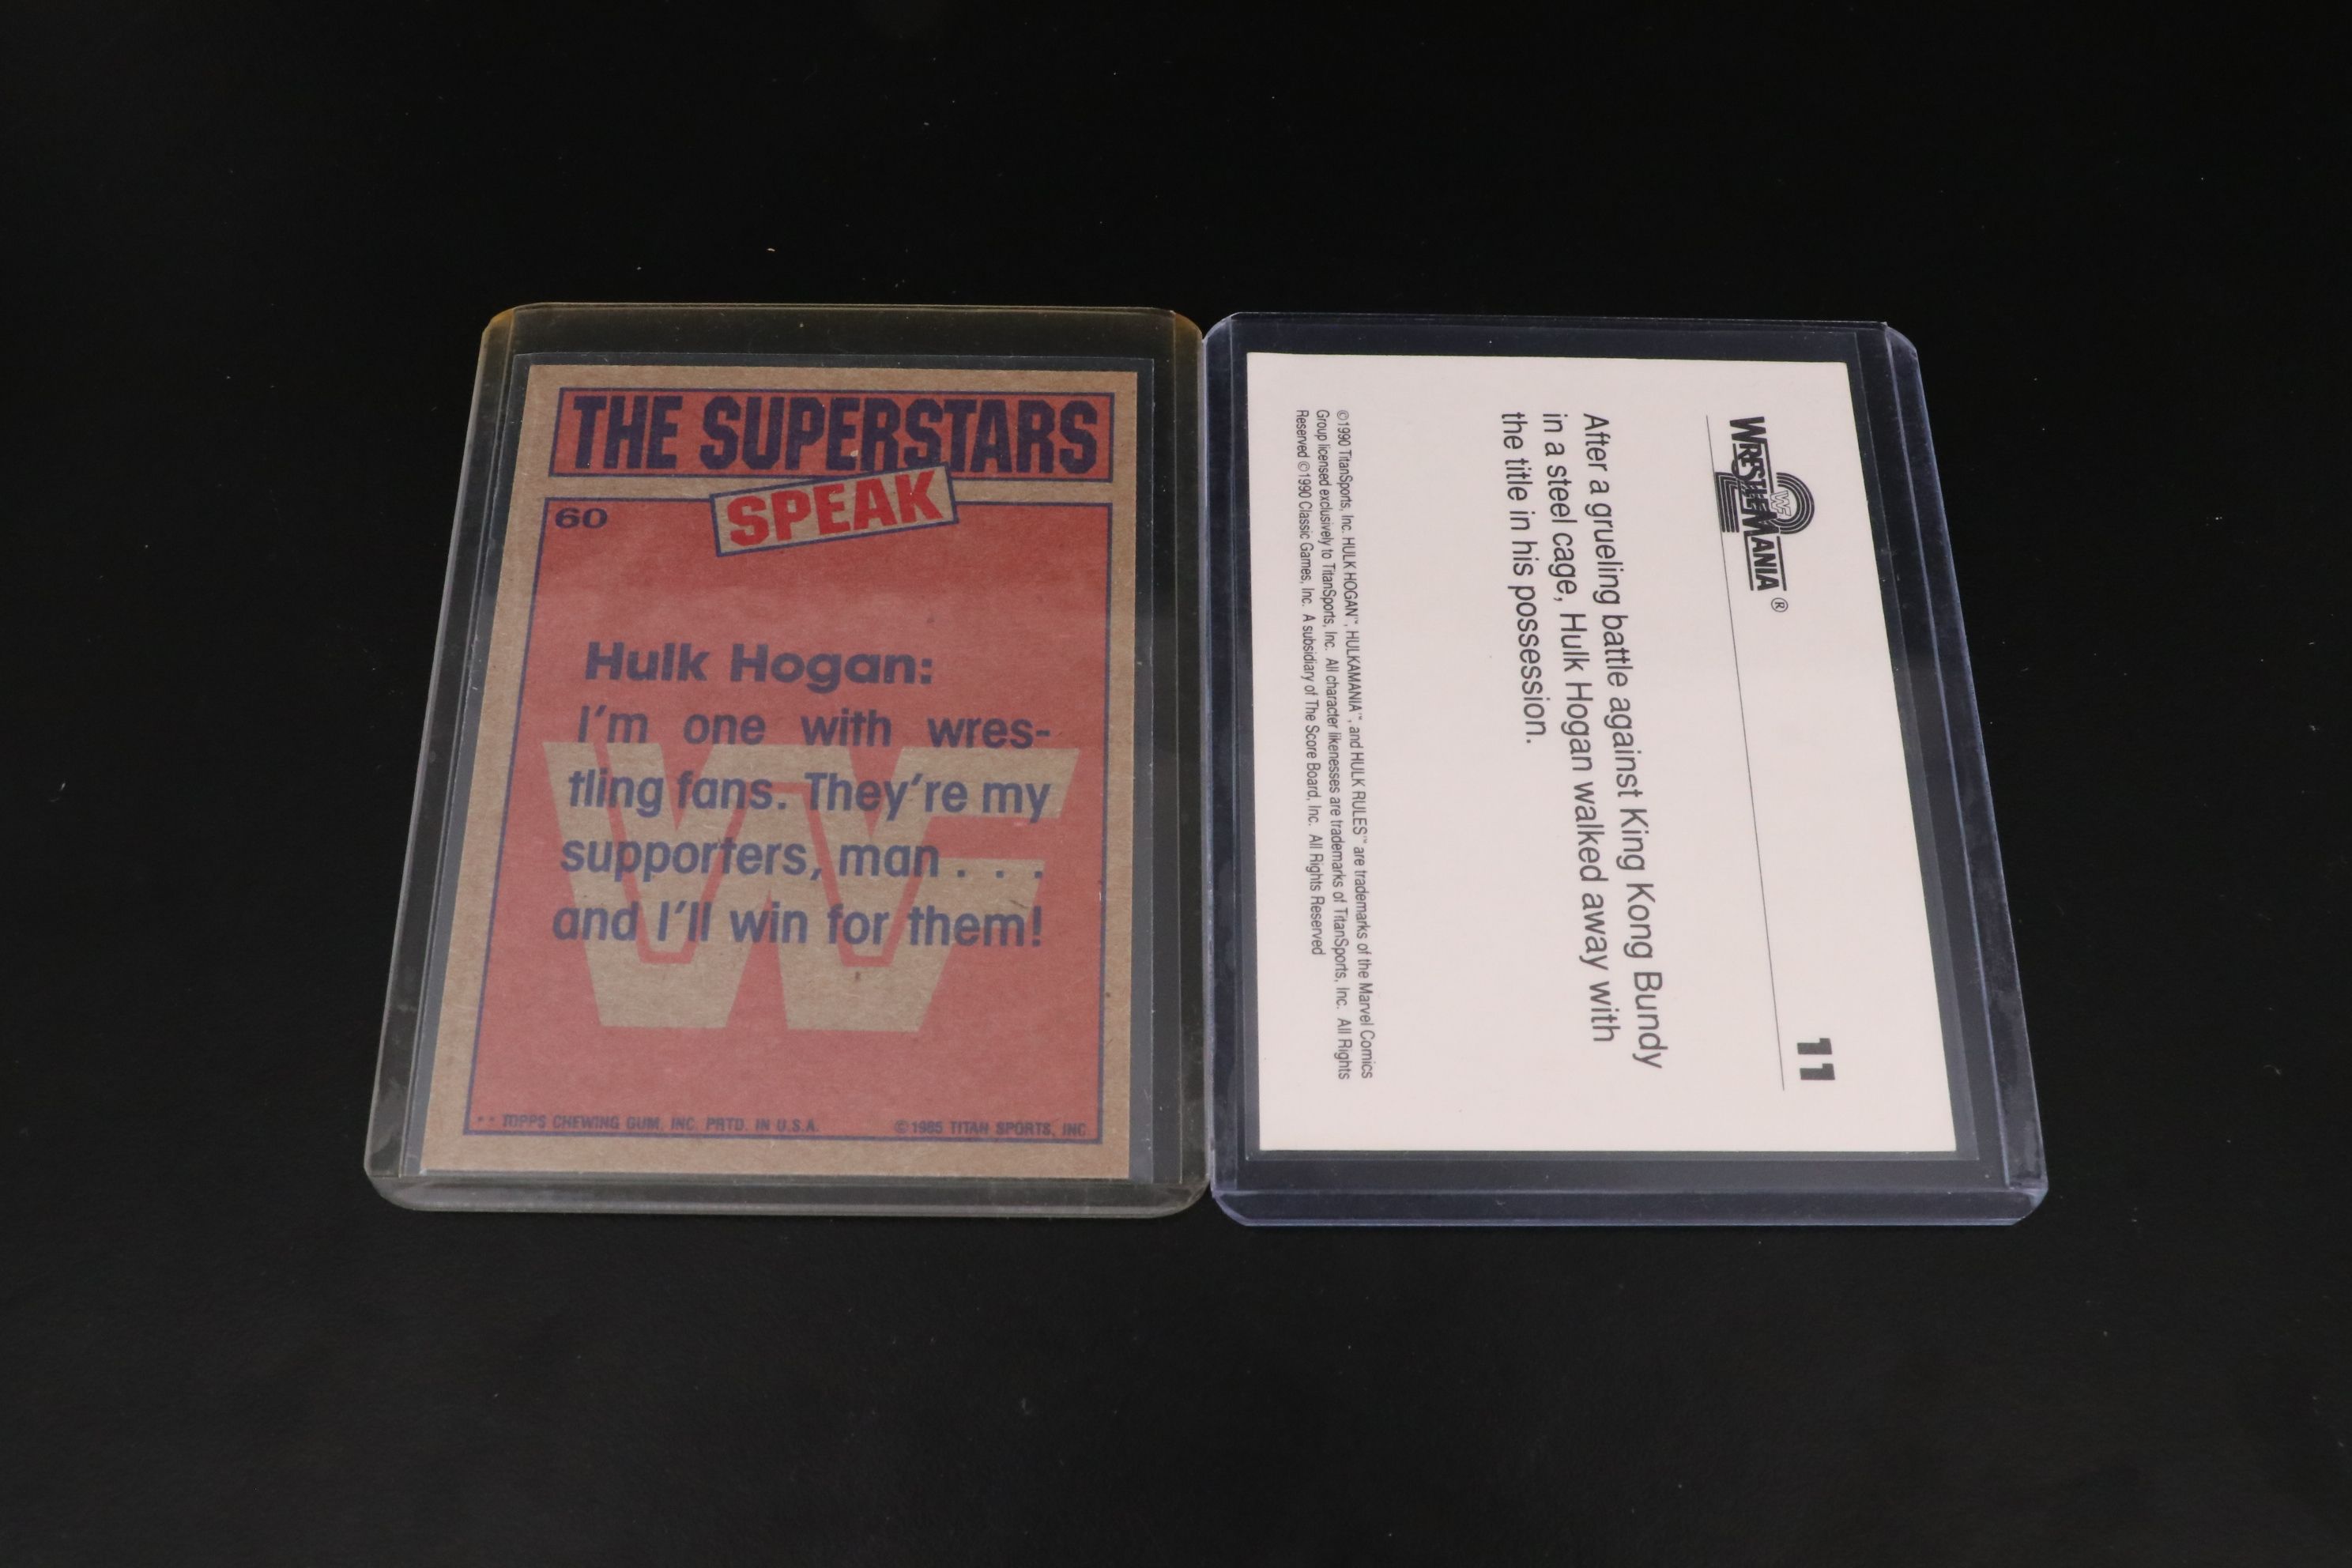 THE SUPERSTARS
SPEAK
60
Hulk Hogan:
I'm one with wres-
tling fans. They're my
supporters, man . . .
and I'll win for them!
WF
* * TOPPS CHEWING GUM, INC. PRTD. IN U.S.A. ©1985 TITAN SPORTS, INC
WF
WRESTLEMANIA ®
2
11
After a grueling battle against King Kong Bundy
in a steel cage, Hulk Hogan walked away with
the title in his possession.
©1990 TitanSports, Inc. HULK HOGAN™, HULKAMANIA™, and HULK RULES™ are trademarks of the Marvel Comics
Group licensed exclusively to TitanSports, Inc. All character likenesses are trademarks of TitanSports, Inc. All Rights
Reserved ©1990 Classic Games, Inc. A subsidiary of The Score Board, Inc. All Rights Reserved